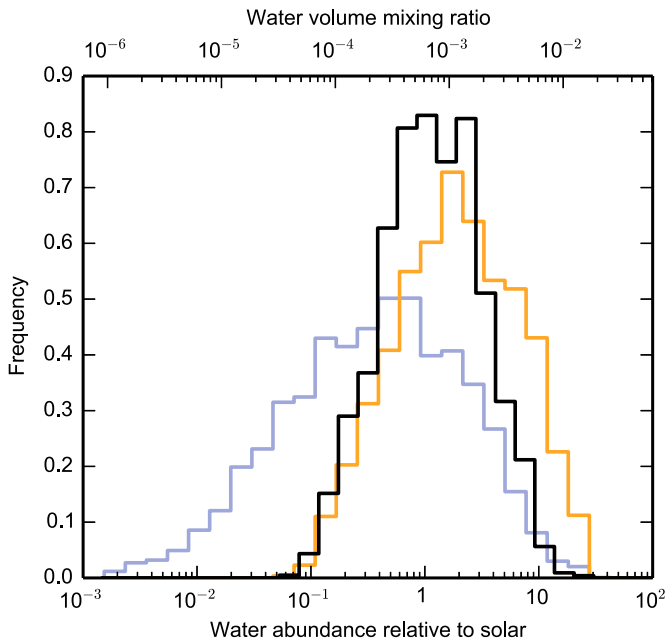 Water volume mixing ratio
10⁻⁶ 10⁻⁵ 10⁻⁴ 10⁻³ 10⁻²
Frequency
0.9
0.8
0.7
0.6
0.5
0.4
0.3
0.2
0.1
0.0
10⁻³ 10⁻² 10⁻¹ 1 10 10²
Water abundance relative to solar